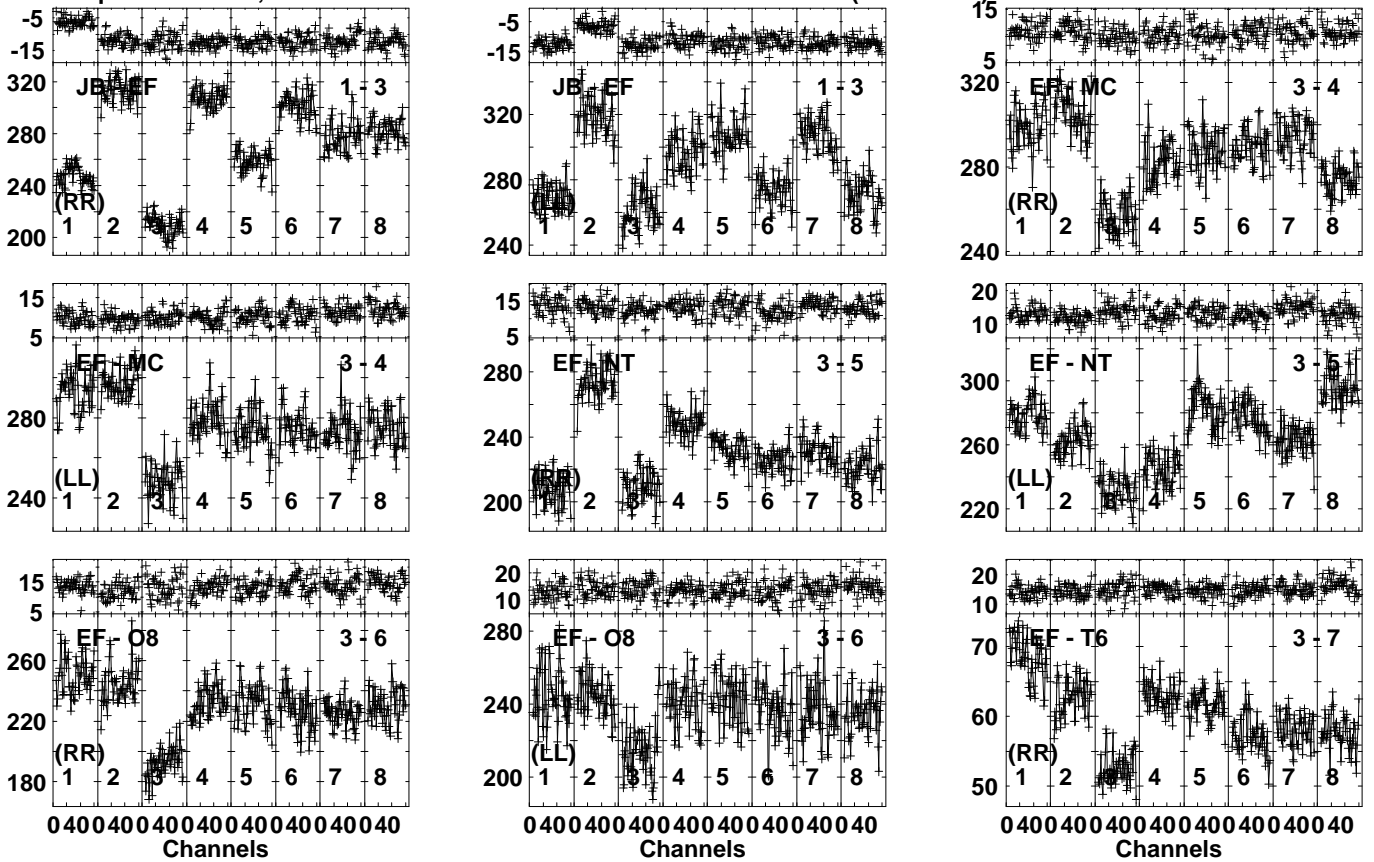 -5
-15
320
280
240
200
JB - EF 1 - 3
(RR)
1 2 3 4 5 6 7 8
-5
-15
320
280
240
JB - EF 1 - 3
(LL)
1 2 3 4 5 6 7 8
15
5
320
280
240
EF - MC 3 - 4
(RR)
1 2 3 4 5 6 7 8
15
5
280
240
EF - MC 3 - 4
(LL)
1 2 3 4 5 6 7 8
15
5
280
240
200
EF - NT 3 - 5
(RR)
1 2 3 4 5 6 7 8
20
10
300
260
220
EF - NT 3 - 5
(LL)
1 2 3 4 5 6 7 8
15
5
260
220
180
EF - O8 3 - 6
(RR)
1 2 3 4 5 6 7 8
0 40 0 40 0 40 0 40 0 40 0 40 0 40 0 40
Channels
20
10
280
240
200
EF - O8 3 - 6
(LL)
1 2 3 4 5 6 7 8
0 40 0 40 0 40 0 40 0 40 0 40 0 40 0 40
Channels
20
10
70
60
50
EF - T6 3 - 7
(RR)
1 2 3 4 5 6 7 8
0 40 0 40 0 40 0 40 0 40 0 40 0 40 0 40
Channels